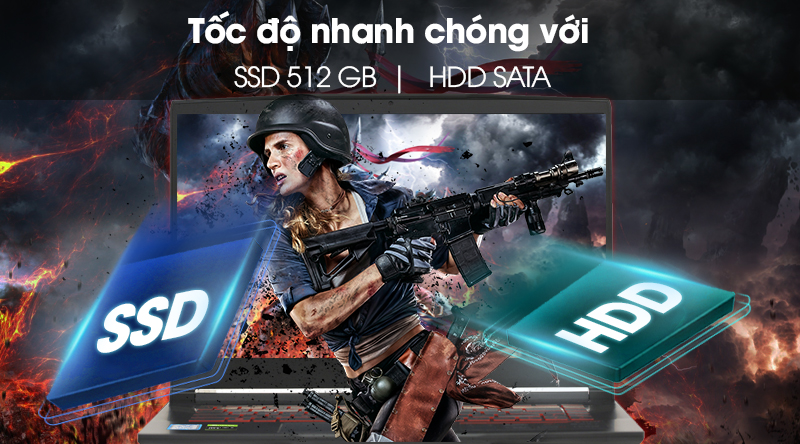 Tốc độ nhanh chóng với
SSD 512 GB | HDD SATA
SSD
HDD